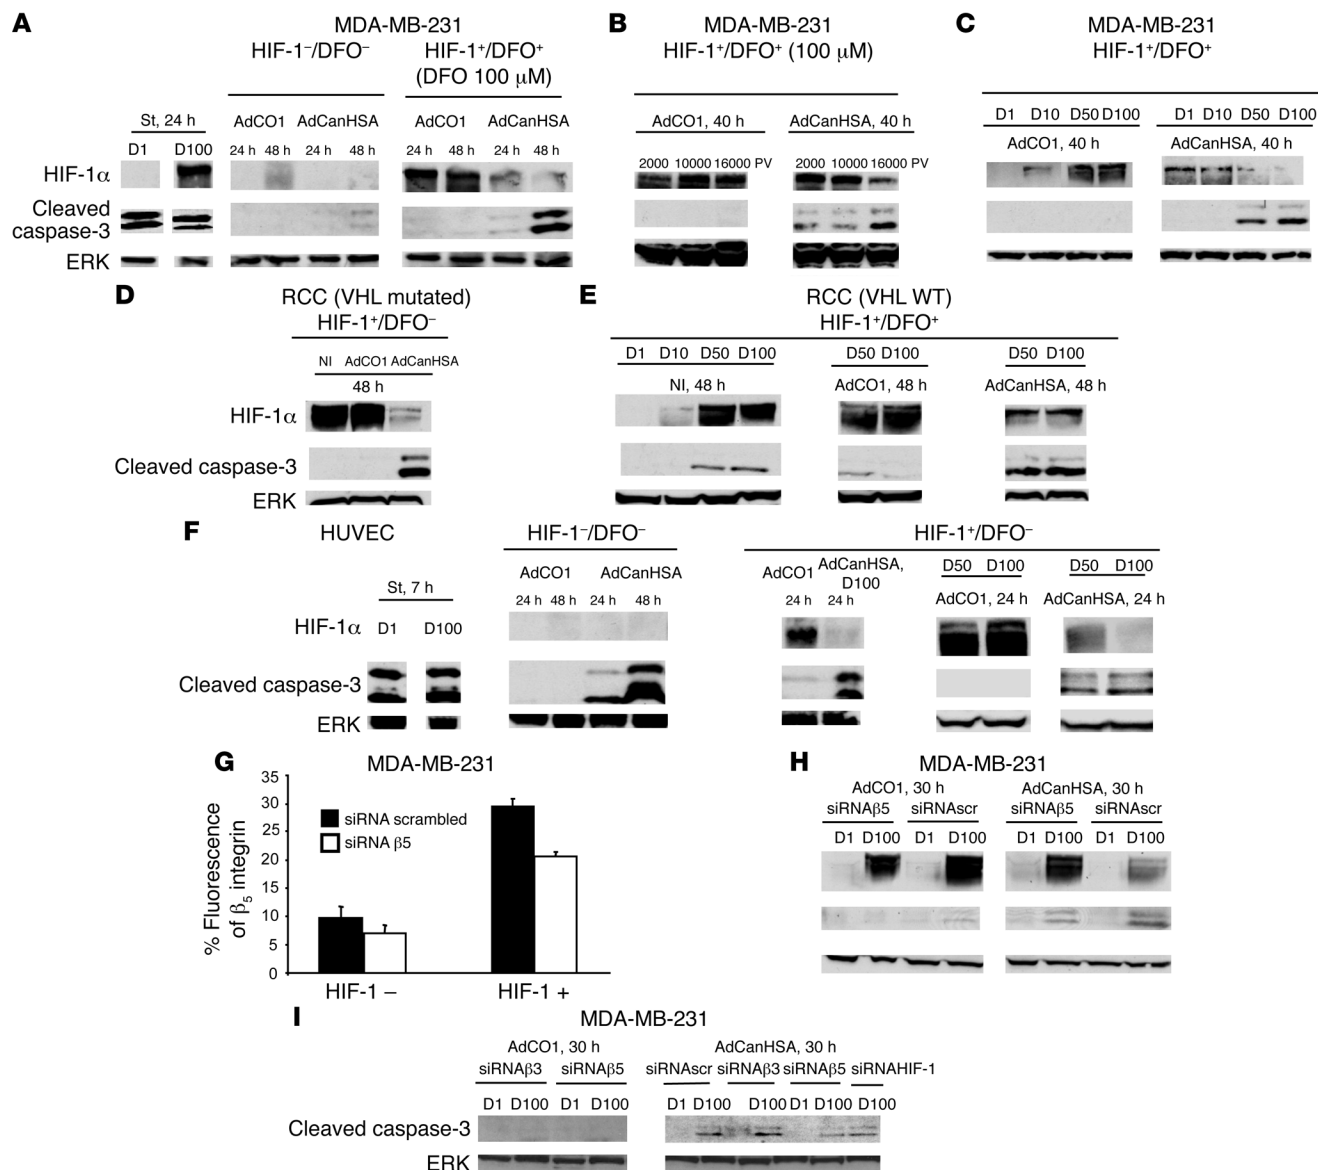 A
MDA-MB-231
HIF-1⁻/DFO⁻
HIF-1⁺/DFO⁺
(DFO 100 μM)
St, 24 h
AdCO1 AdCanHSA
AdCO1 AdCanHSA
D1 D100
24 h 48 h 24 h 48 h
24 h 48 h 24 h 48 h
HIF-1α
Cleaved
caspase-3
ERK
B
MDA-MB-231
HIF-1⁺/DFO⁺ (100 μM)
AdCO1, 40 h
AdCanHSA, 40 h
2000 10000 16000 PV
2000 10000 16000 PV
C
MDA-MB-231
HIF-1⁺/DFO⁺
D1 D10 D50 D100
D1 D10 D50 D100
AdCO1, 40 h
AdCanHSA, 40 h
D
RCC (VHL mutated)
HIF-1⁺/DFO⁻
NI AdCO1 AdCanHSA
48 h
HIF-1α
Cleaved caspase-3
ERK
E
RCC (VHL WT)
HIF-1⁺/DFO⁺
D1 D10 D50 D100
D50 D100
D50 D100
NI, 48 h
AdCO1, 48 h
AdCanHSA, 48 h
F
HUVEC
HIF-1⁻/DFO⁻
HIF-1⁺/DFO⁻
St, 7 h
AdCO1 AdCanHSA
24 h 48 h 24 h 48 h
AdCO1 AdCanHSA,
D100
24 h 24 h
D50 D100
D50 D100
AdCO1, 24 h
AdCanHSA, 24 h
HIF-1α
D1 D100
Cleaved caspase-3
ERK
G
MDA-MB-231
% Fluorescence
of β₅ integrin
35
30
25
20
15
10
5
0
siRNA scrambled
siRNA β5
HIF-1 –
HIF-1 +
H
MDA-MB-231
AdCO1, 30 h
AdCanHSA, 30 h
siRNAβ5 siRNAscr
siRNAβ5 siRNAscr
D1 D100 D1 D100
D1 D100 D1 D100
I
MDA-MB-231
AdCO1, 30 h
AdCanHSA, 30 h
siRNAβ3 siRNAβ5
siRNAscr siRNAβ3 siRNAβ5 siRNAHIF-1
D1 D100 D1 D100
D1 D100 D100 D1 D100 D100
Cleaved caspase-3
ERK